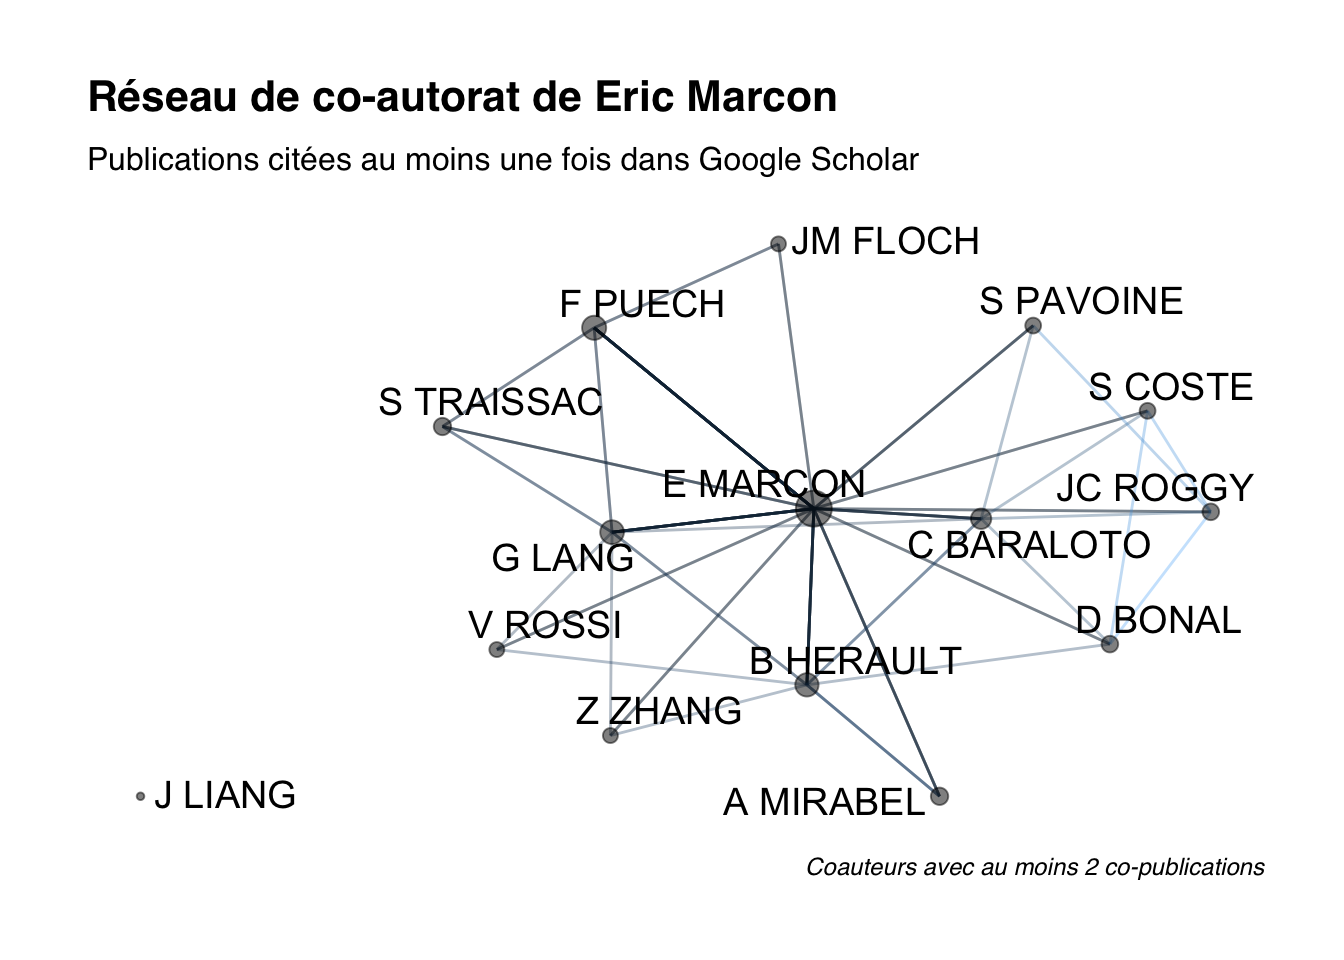 Réseau de co-autorat de Eric Marcon
Publications citées au moins une fois dans Google Scholar
JM FLOCH
F PUECH
S PAVOINE
S COSTE
S TRAISSAC
E MARCON
JC ROGGY
C BARALOTO
G LANG
D BONAL
V ROSSI
B HERAULT
Z ZHANG
J LIANG
A MIRABEL
Coauteurs avec au moins 2 co-publications